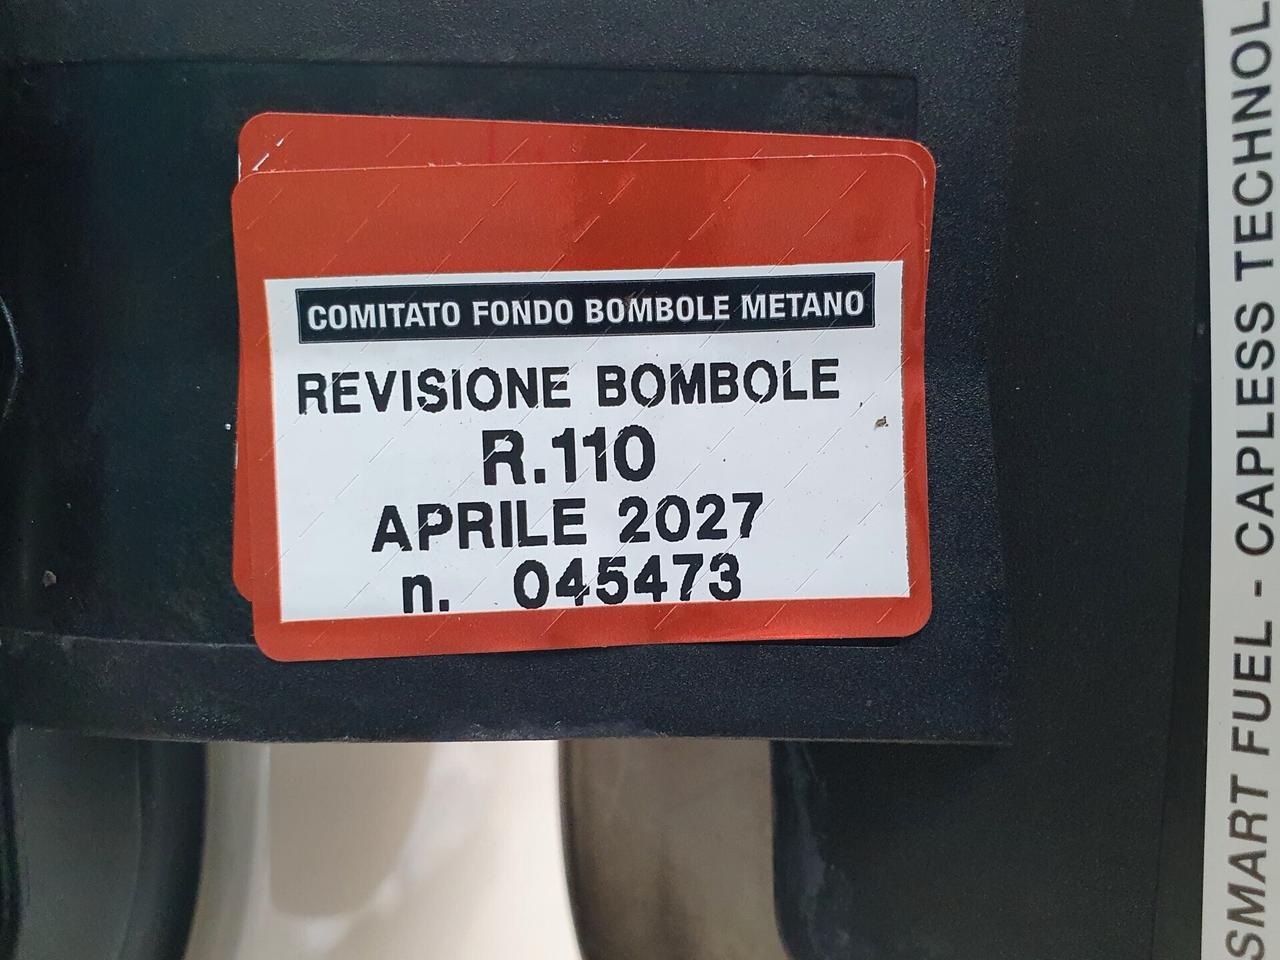 COMITATO FONDO BOMBOLE METANO
REVISIONE BOMBOLE
R.110
APRILE 2027
n. 045473
SMART FUEL - CAPLESS TECHNOL